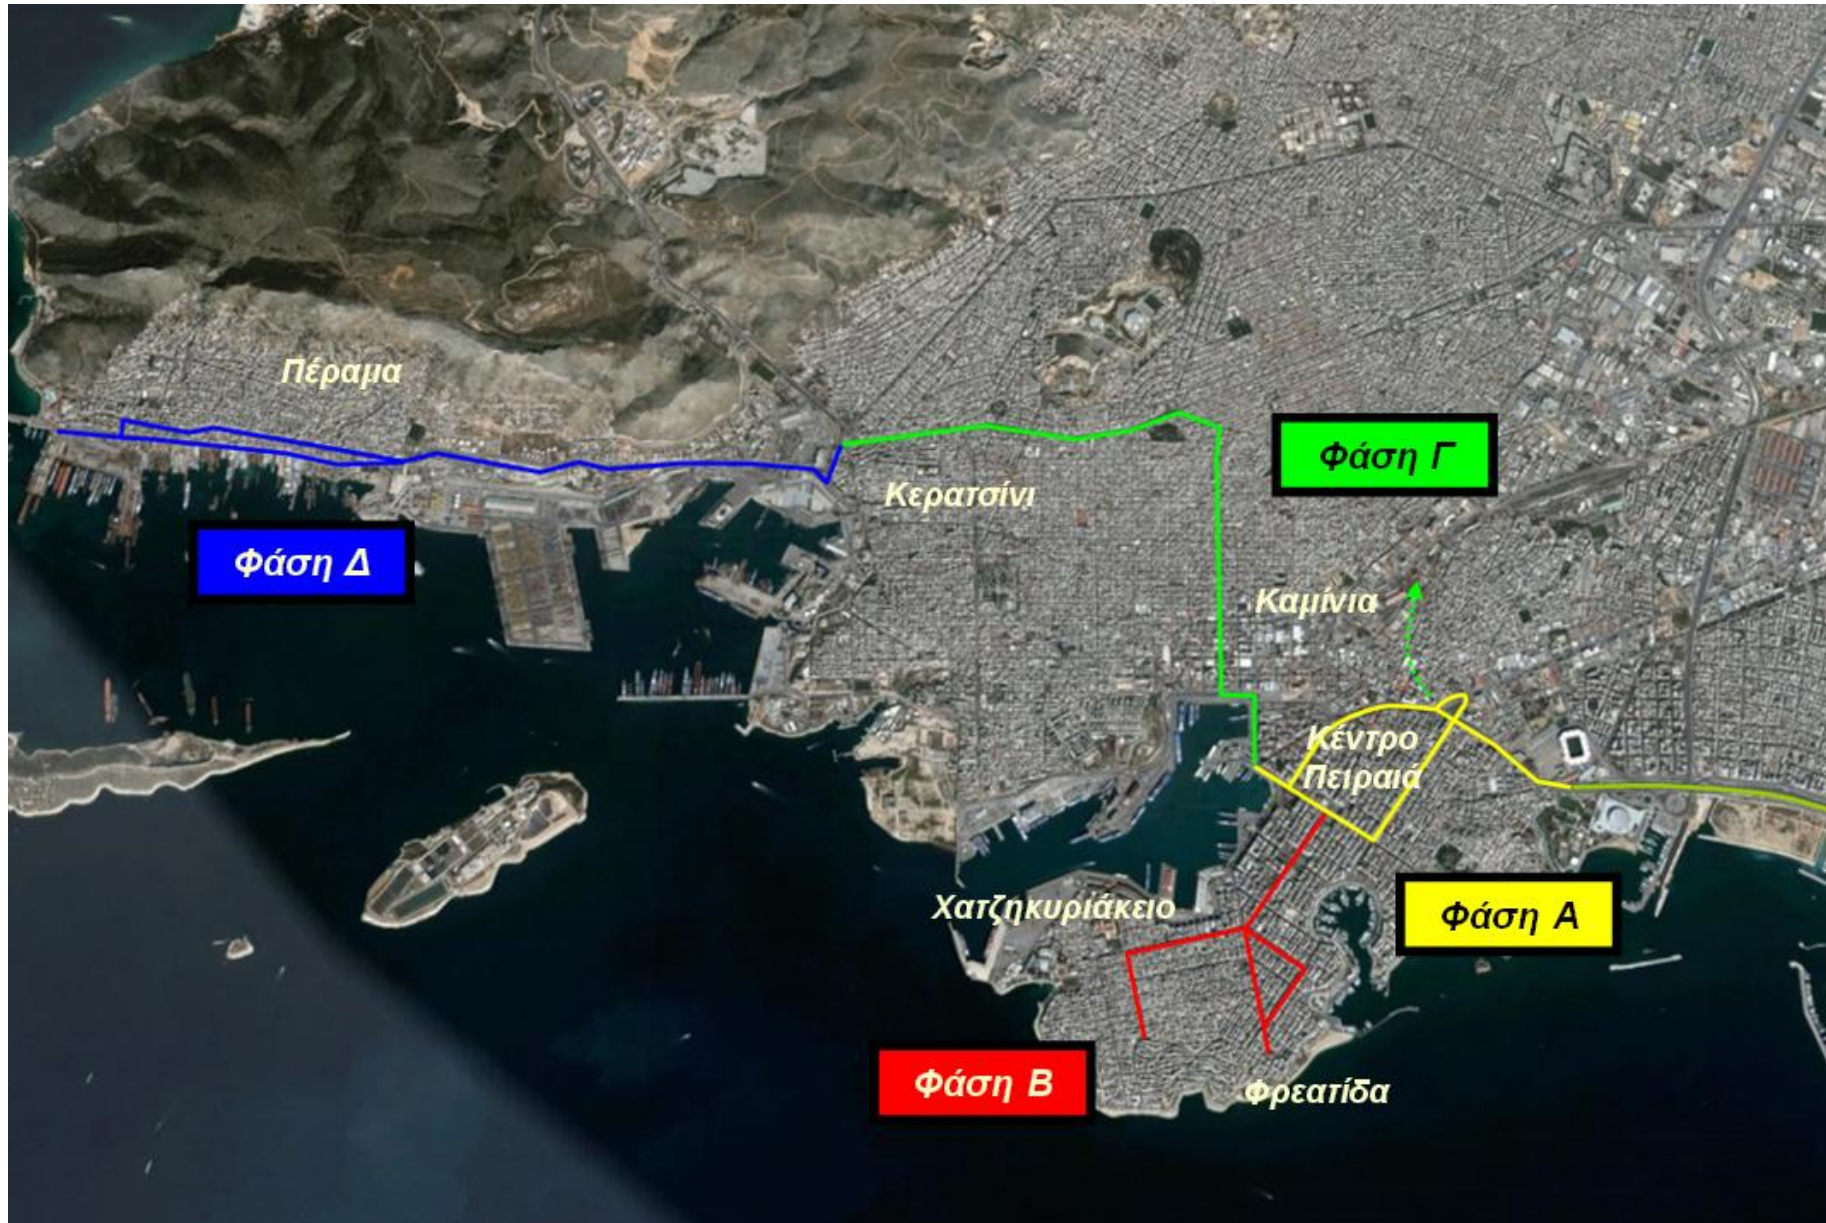 Πέραμα
Φάση Γ
Κερατσίνι
Φάση Δ
Καμίνια
Κέντρο
Πειραιά
Χατζηκυριάκειο
Φάση Α
Φάση Β
Φρεατίδα